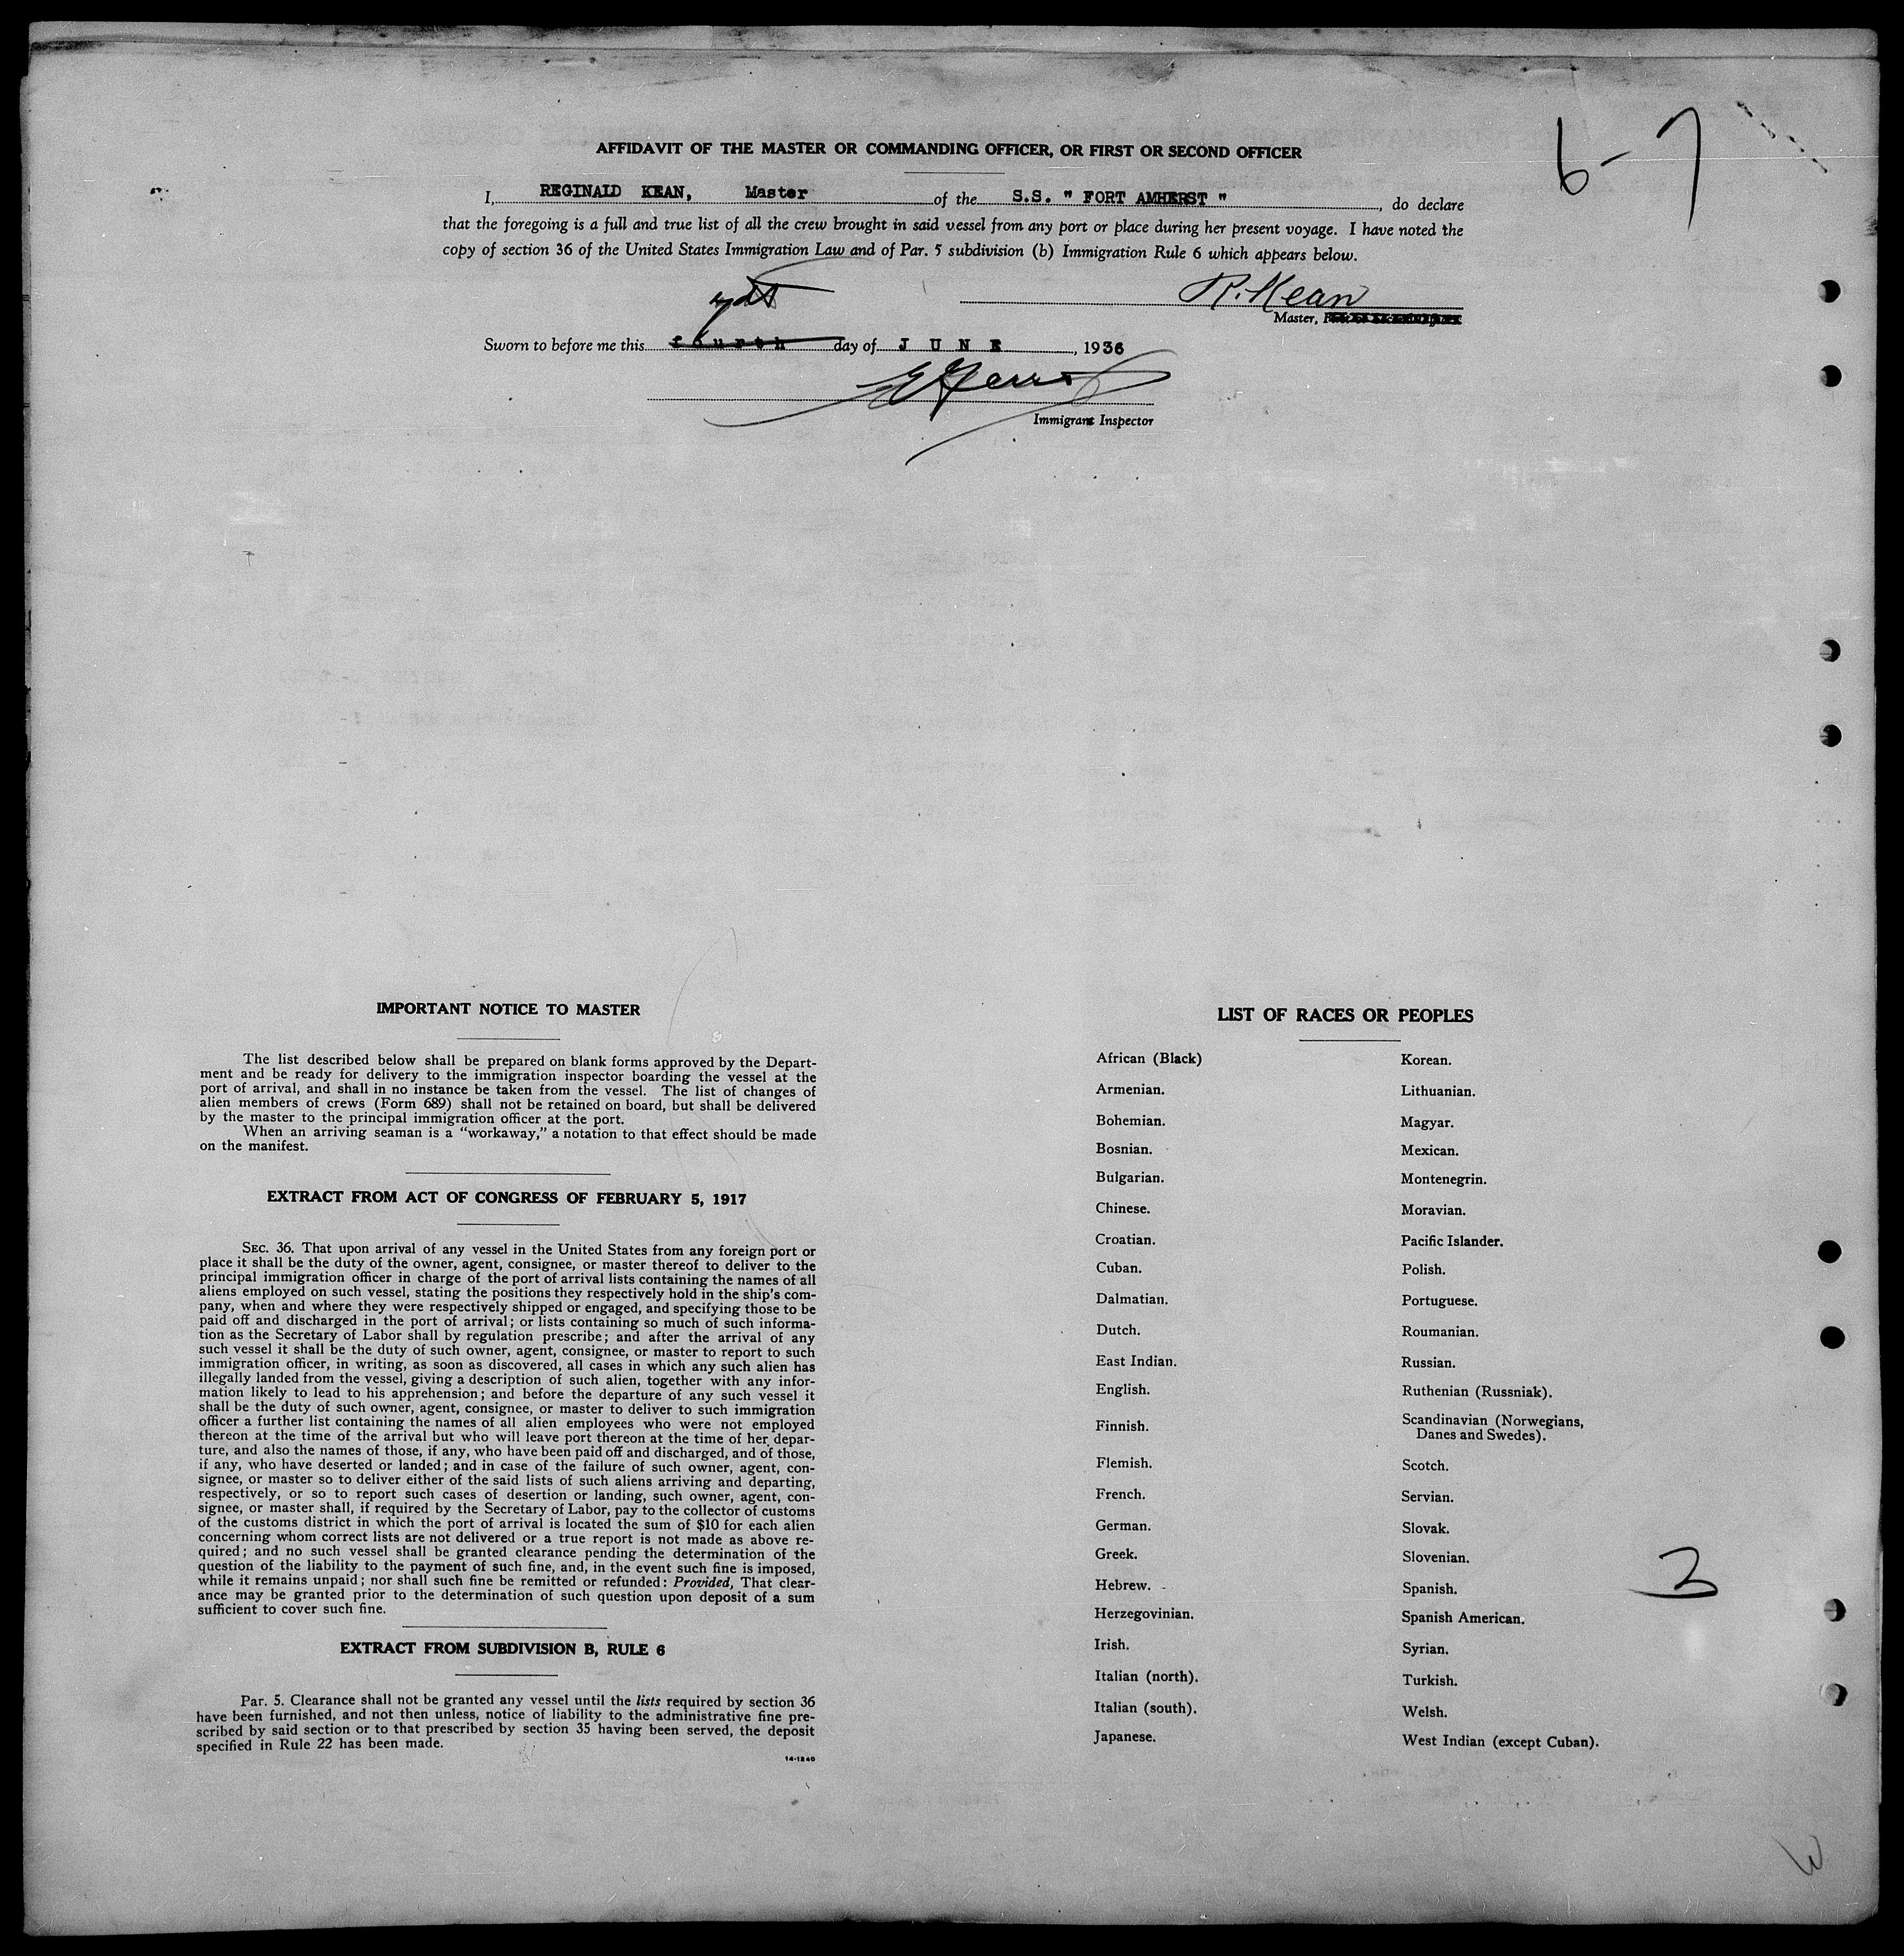 6-7
AFFIDAVIT OF THE MASTER OR COMMANDING OFFICER, OR FIRST OR SECOND OFFICER
I, REGINALD KEAN, Master of the S.S. " FORT AMHERST ", do declare
that the foregoing is a full and true list of all the crew brought in said vessel from any port or place during her present voyage. I have noted the
copy of section 36 of the United States Immigration Law and of Par. 5 subdivision (b) Immigration Rule 6 which appears below.
R. Kean
Master,
Sworn to before me this fourth day of JUNE, 1936
Immigrant Inspector
IMPORTANT NOTICE TO MASTER
The list described below shall be prepared on blank forms approved by the Depart-
ment and be ready for delivery to the immigration inspector boarding the vessel at the
port of arrival, and shall in no instance be taken from the vessel. The list of changes of
alien members of crews (Form 689) shall not be retained on board, but shall be delivered
by the master to the principal immigration officer at the port.
When an arriving seaman is a "workaway," a notation to that effect should be made
on the manifest.
EXTRACT FROM ACT OF CONGRESS OF FEBRUARY 5, 1917
SEC. 36. That upon arrival of any vessel in the United States from any foreign port or
place it shall be the duty of the owner, agent, consignee, or master thereof to deliver to the
principal immigration officer in charge of the port of arrival lists containing the names of all
aliens employed on such vessel, stating the positions they respectively hold in the ship's com-
pany, when and where they were respectively shipped or engaged, and specifying those to be
paid off and discharged in the port of arrival; or lists containing so much of such informa-
tion as the Secretary of Labor shall by regulation prescribe; and after the arrival of any
such vessel it shall be the duty of such owner, agent, consignee, or master to report to such
immigration officer, in writing, as soon as discovered, all cases in which any such alien has
illegally landed from the vessel, giving a description of such alien, together with any infor-
mation likely to lead to his apprehension; and before the departure of any such vessel it
shall be the duty of such owner, agent, consignee, or master to deliver to such immigration
officer a further list containing the names of all alien employees who were not employed
thereon at the time of the arrival but who will leave port thereon at the time of her depar-
ture, and also the names of those, if any, who have been paid off and discharged, and of those,
if any, who have deserted or landed; and in case of the failure of such owner, agent, con-
signee, or master so to deliver either of the said lists of such aliens arriving and departing,
respectively, or so to report such cases of desertion or landing, such owner, agent, con-
signee, or master shall, if required by the Secretary of Labor, pay to the collector of customs
of the customs district in which the port of arrival is located the sum of $10 for each alien
concerning whom correct lists are not delivered or a true report is not made as above re-
quired; and no such vessel shall be granted clearance pending the determination of the
question of the liability to the payment of such fine, and, in the event such fine is imposed,
while it remains unpaid; nor shall such fine be remitted or refunded: Provided, That clear-
ance may be granted prior to the determination of such question upon deposit of a sum
sufficient to cover such fine.
EXTRACT FROM SUBDIVISION B, RULE 6
Par. 5. Clearance shall not be granted any vessel until the lists required by section 36
have been furnished, and not then unless, notice of liability to the administrative fine pre-
scribed by said section or to that prescribed by section 35 having been served, the deposit
specified in Rule 22 has been made.
14-1240
LIST OF RACES OR PEOPLES
African (Black)
Armenian.
Bohemian.
Bosnian.
Bulgarian.
Chinese.
Croatian.
Cuban.
Dalmatian.
Dutch.
East Indian.
English.
Finnish.
Flemish.
French.
German.
Greek.
Hebrew.
Herzegovinian.
Irish.
Italian (north).
Italian (south).
Japanese.
Korean.
Lithuanian.
Magyar.
Mexican.
Montenegrin.
Moravian.
Pacific Islander.
Polish.
Portuguese.
Roumanian.
Russian.
Ruthenian (Russniak).
Scandinavian (Norwegians,
Danes and Swedes).
Scotch.
Servian.
Slovak.
Slovenian.
Spanish.
Spanish American.
Syrian.
Turkish.
Welsh.
West Indian (except Cuban).
3